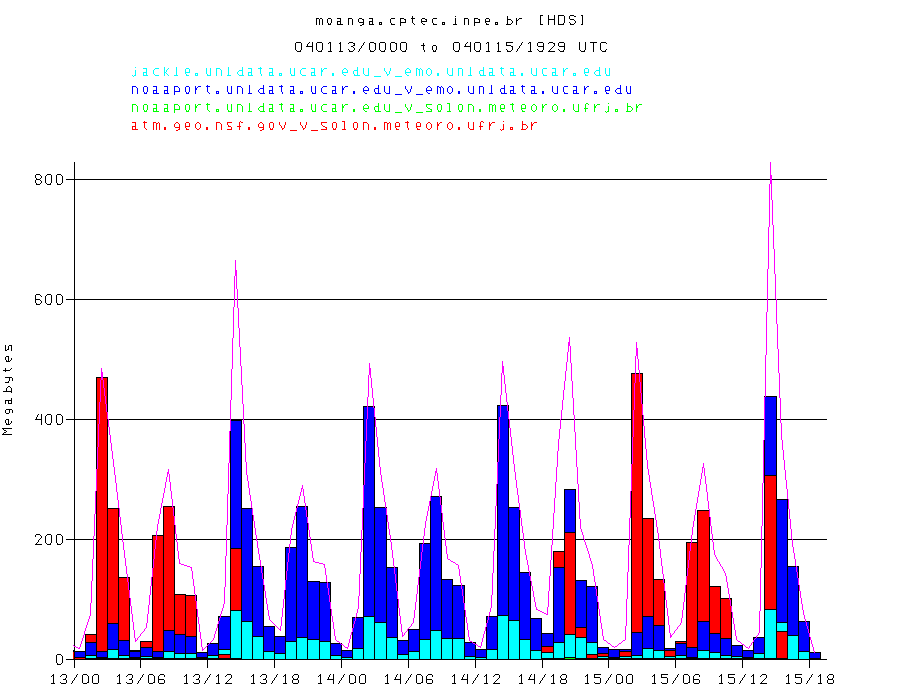 moanga.cptec.inpe.br [HDS]
040113/0000 to 040115/1929 UTC
jackie.unidata.ucar.edu_v_emo.unidata.ucar.edu
noaaport.unidata.ucar.edu_v_emo.unidata.ucar.edu
noaaport.unidata.ucar.edu_v_solon.meteoro.ufrj.br
atm.geo.nsf.gov_v_solon.meteoro.ufrj.br
800
600
Megabytes
400
200
0
13/00 13/06 13/12 13/18 14/00 14/06 14/12 14/18 15/00 15/06 15/12 15/18